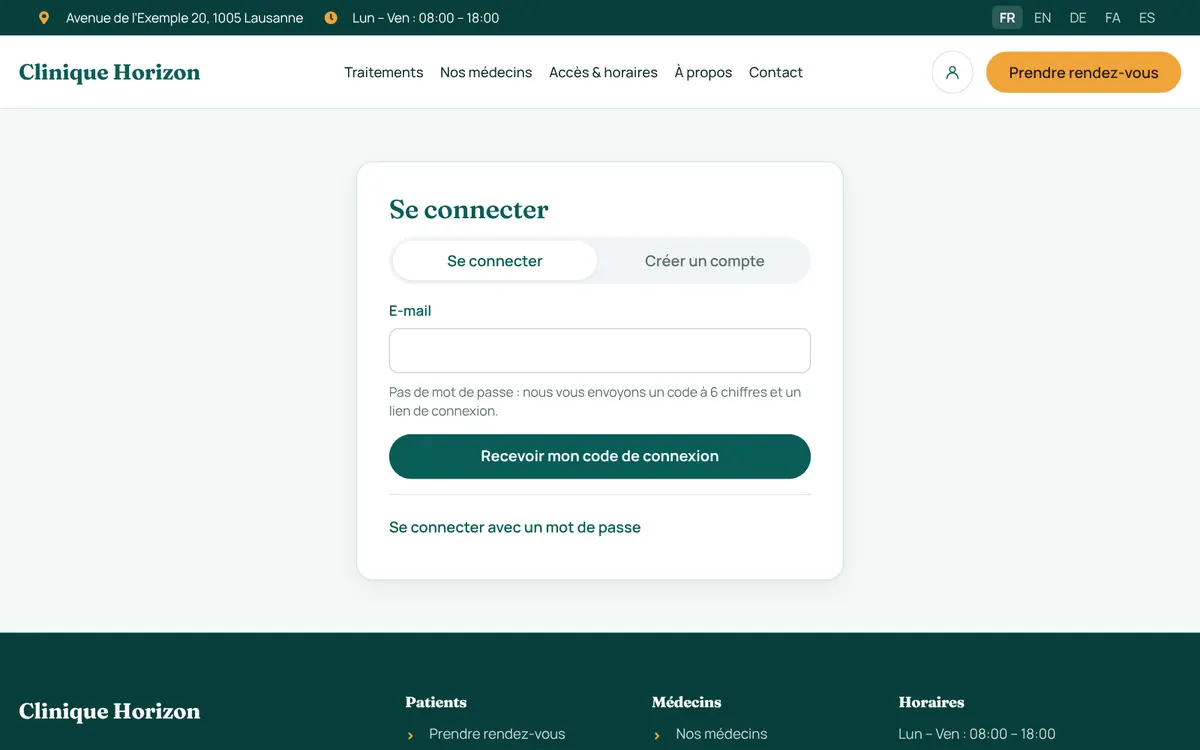 Avenue de l'Exemple 20, 1005 Lausanne
Lun – Ven : 08:00 – 18:00
FR EN DE FA ES
Clinique Horizon
Traitements Nos médecins Accès & horaires À propos Contact
Prendre rendez-vous
Se connecter
Se connecter Créer un compte
E-mail
Pas de mot de passe : nous vous envoyons un code à 6 chiffres et un
lien de connexion.
Recevoir mon code de connexion
Se connecter avec un mot de passe
Clinique Horizon
Patients
Prendre rendez-vous
Médecins
Nos médecins
Horaires
Lun – Ven : 08:00 – 18:00